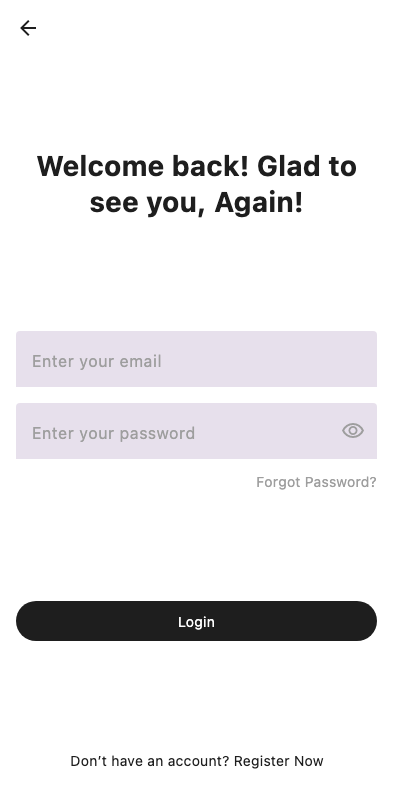 Welcome back! Glad to
see you, Again!
Enter your email
Enter your password
Forgot Password?
Login
Don’t have an account? Register Now